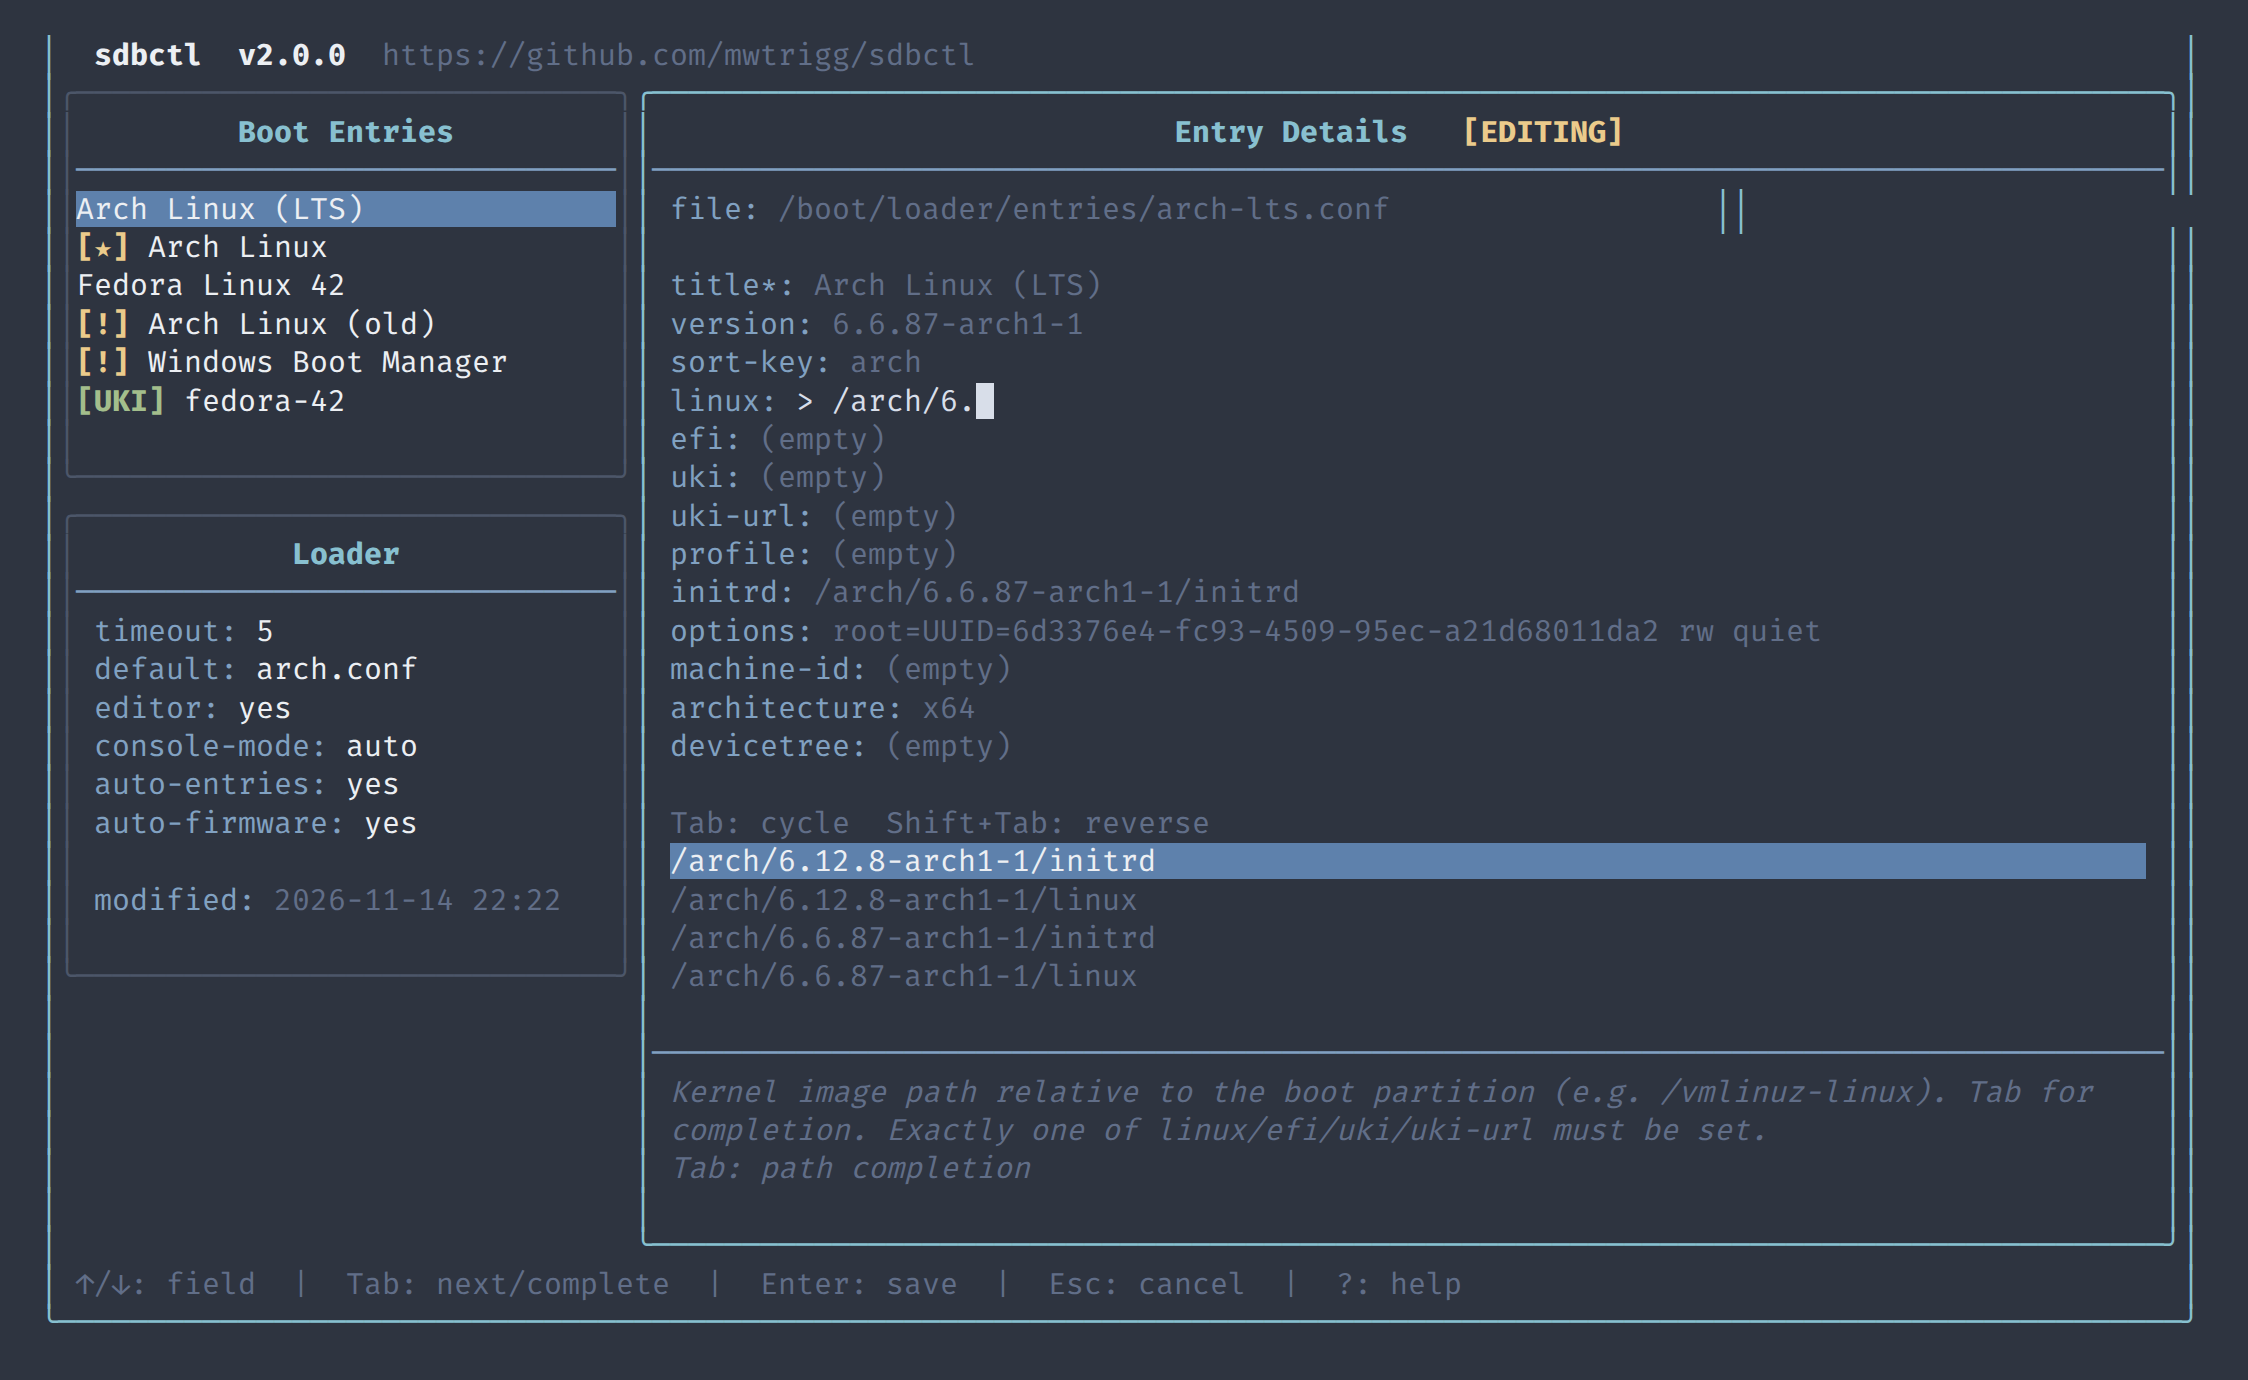 sdbctl v2.0.0 https://github.com/mwtrigg/sdbctl
Boot Entries
Arch Linux (LTS)
[★] Arch Linux
Fedora Linux 42
[!] Arch Linux (old)
[!] Windows Boot Manager
[UKI] fedora-42
Loader
timeout: 5
default: arch.conf
editor: yes
console-mode: auto
auto-entries: yes
auto-firmware: yes
modified: 2026-11-14 22:22
Entry Details [EDITING]
file: /boot/loader/entries/arch-lts.conf
title*: Arch Linux (LTS)
version: 6.6.87-arch1-1
sort-key: arch
linux: > /arch/6.
efi: (empty)
uki: (empty)
uki-url: (empty)
profile: (empty)
initrd: /arch/6.6.87-arch1-1/initrd
options: root=UUID=6d3376e4-fc93-4509-95ec-a21d68011da2 rw quiet
machine-id: (empty)
architecture: x64
devicetree: (empty)
Tab: cycle Shift+Tab: reverse
/arch/6.12.8-arch1-1/initrd
/arch/6.12.8-arch1-1/linux
/arch/6.6.87-arch1-1/initrd
/arch/6.6.87-arch1-1/linux
Kernel image path relative to the boot partition (e.g. /vmlinuz-linux). Tab for
completion. Exactly one of linux/efi/uki/uki-url must be set.
Tab: path completion
↑/↓: field | Tab: next/complete | Enter: save | Esc: cancel | ?: help